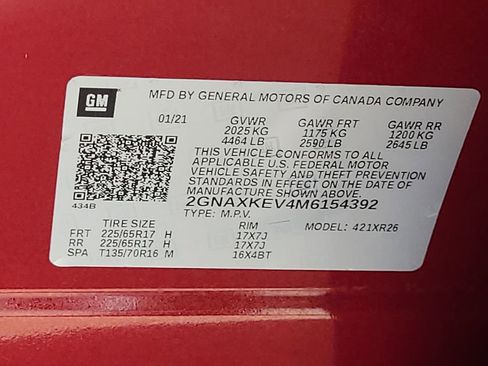 GM
MFD BY GENERAL MOTORS OF CANADA COMPANY
01/21 GVWR GAWR FRT GAWR RR
2025 KG 1175 KG 1200 KG
4464 LB 2590 LB 2645 LB
THIS VEHICLE CONFORMS TO ALL
APPLICABLE U.S. FEDERAL MOTOR
VEHICLE SAFETY AND THEFT PREVENTION
STANDARDS IN EFFECT ON THE DATE OF
MANUFACTURE SHOWN ABOVE.
434B 2GNAXKEV4M6154392
TYPE: M.P.V. MODEL: 421XR26
TIRE SIZE RIM
FRT 225/65R17 H 17X7J
RR 225/65R17 H 17X7J
SPA T135/70R16 M 16X4BT